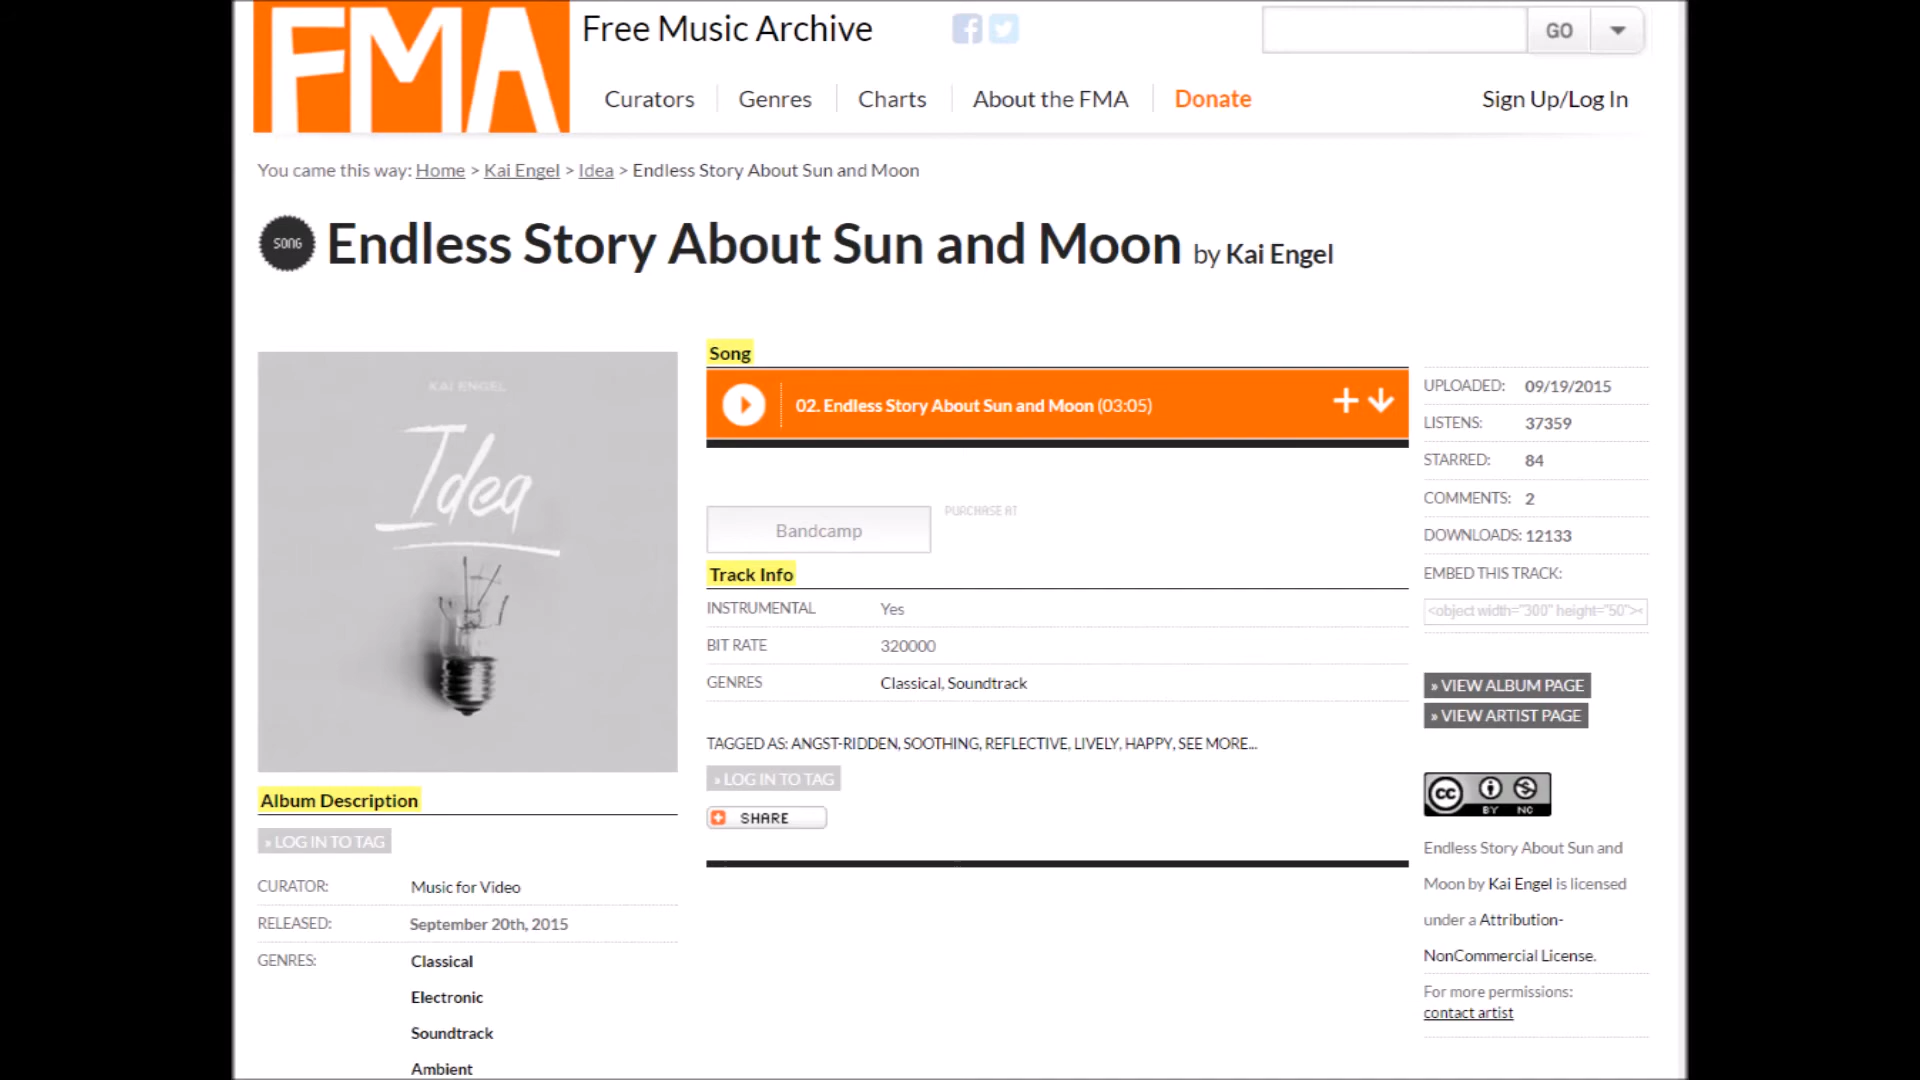 FMA
Free Music Archive
GO
Curators
Genres
Charts
About the FMA
Donate
Sign Up/Log In
You came this way: Home > Kai Engel > Idea > Endless Story About Sun and Moon
SONG
Endless Story About Sun and Moon by Kai Engel
KAI ENGEL
Idea
Album Description
» LOG IN TO TAG
CURATOR: Music for Video
RELEASED: September 20th, 2015
GENRES: Classical
Electronic
Soundtrack
Ambient
Song
02. Endless Story About Sun and Moon (03:05)
Bandcamp
PURCHASE AT
Track Info
INSTRUMENTAL Yes
BIT RATE 320000
GENRES Classical, Soundtrack
TAGGED AS: ANGST-RIDDEN, SOOTHING, REFLECTIVE, LIVELY, HAPPY, SEE MORE...
» LOG IN TO TAG
SHARE
UPLOADED: 09/19/2015
LISTENS: 37359
STARRED: 84
COMMENTS: 2
DOWNLOADS: 12133
EMBED THIS TRACK:
<object width="300" height="50"><
» VIEW ALBUM PAGE
» VIEW ARTIST PAGE
CC
BY NC
Endless Story About Sun and
Moon by Kai Engel is licensed
under a Attribution-
NonCommercial License.
For more permissions:
contact artist